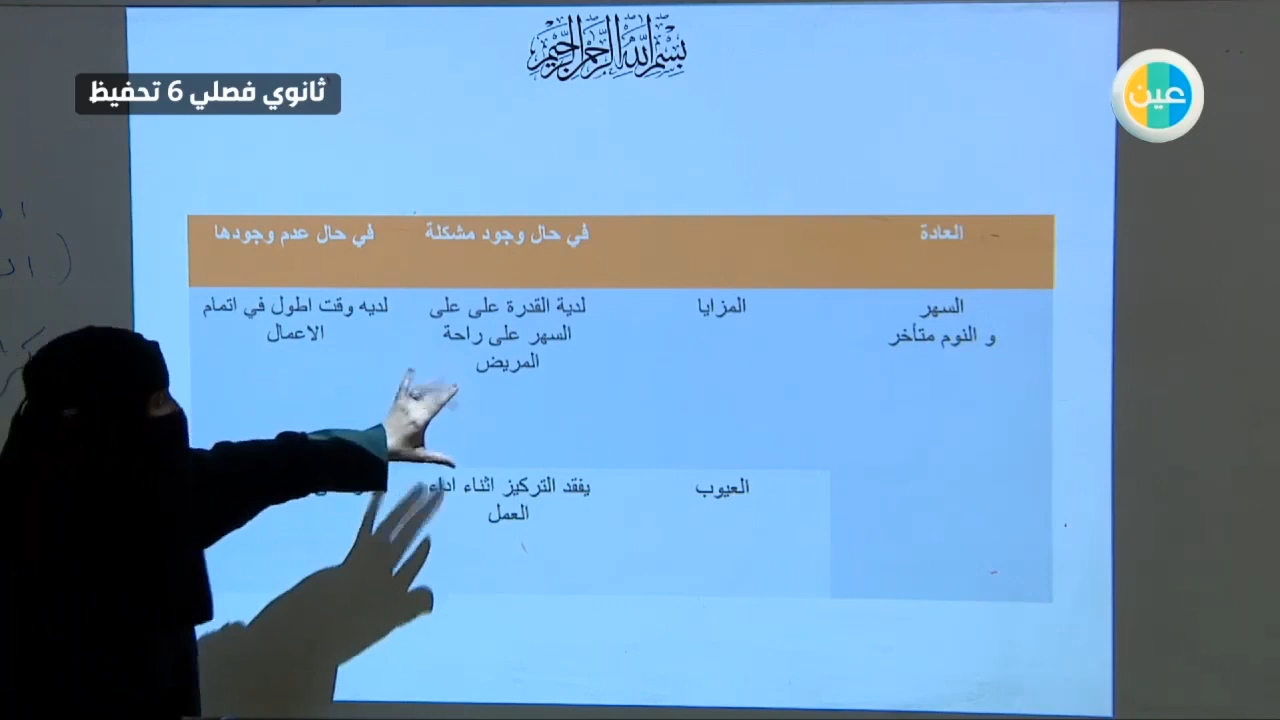 بسم الله الرحمن الرحيم
ثانوي فصلي 6 تحفيظ
عين
العادة
في حال وجود مشكلة
في حال عدم وجودها
السهر
و النوم متأخر
المزايا
لدية القدرة على على
السهر على راحة
المريض
لديه وقت اطول في اتمام
الاعمال
العيوب
يفقد التركيز اثناء اداء
العمل